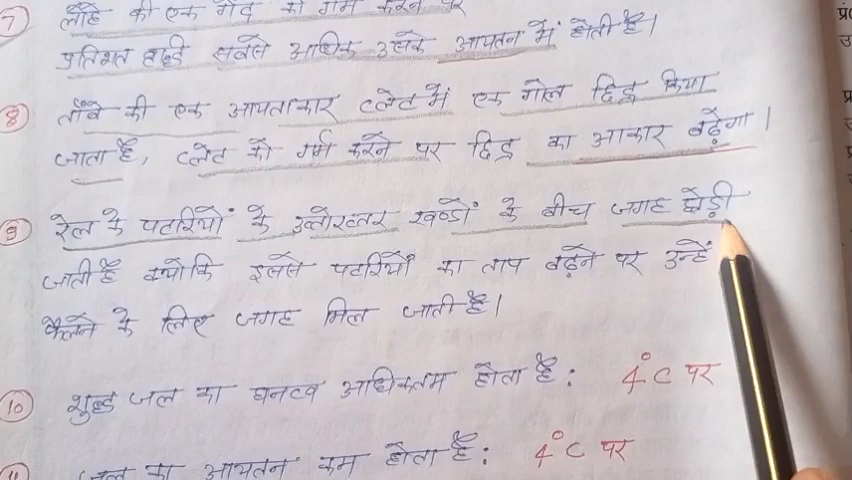 7 लोहे की एक गेंद को गर्म करने पर
प्रतिशत वृद्धि सबसे अधिक उसके आयतन में होती है।
8 ताँबे की एक आयताकार प्लेट में एक गोल छिद्र किया
जाता है, प्लेट को गर्म करने पर छिद्र का आकार बढ़ेगा।
9 रेल के पटरियों के उत्तरोत्तर खण्डों के बीच जगह छोड़ी
जाती है क्योंकि इससे पटरियों का ताप बढ़ने पर उन्हें
फैलने के लिए जगह मिल जाती है।
10 शुद्ध जल का घनत्व अधिकतम होता है: 4°C पर
11 जल का आयतन कम होता है: 4°C पर